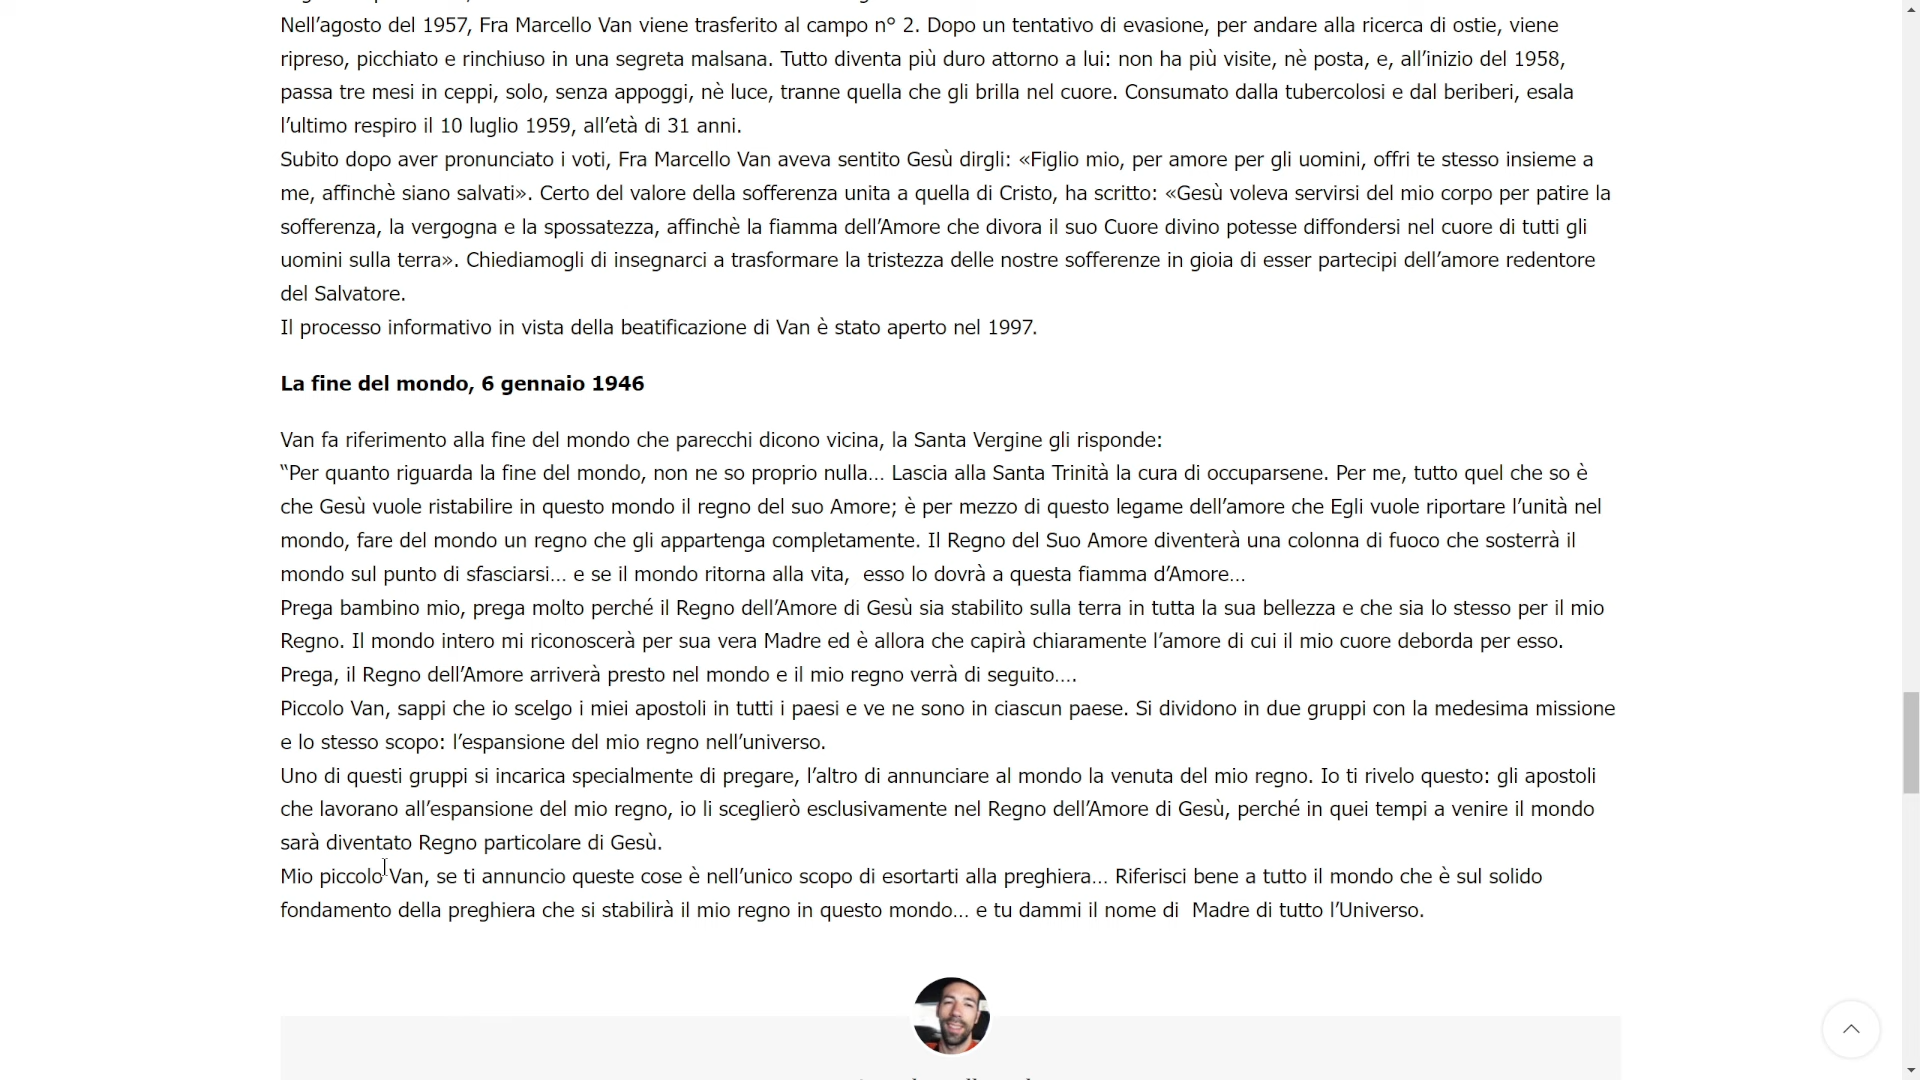 Nell’agosto del 1957, Fra Marcello Van viene trasferito al campo n° 2. Dopo un tentativo di evasione, per andare alla ricerca di ostie, viene
ripreso, picchiato e rinchiuso in una segreta malsana. Tutto diventa più duro attorno a lui: non ha più visite, nè posta, e, all’inizio del 1958,
passa tre mesi in ceppi, solo, senza appoggi, nè luce, tranne quella che gli brilla nel cuore. Consumato dalla tubercolosi e dal beriberi, esala
l’ultimo respiro il 10 luglio 1959, all’età di 31 anni.
Subito dopo aver pronunciato i voti, Fra Marcello Van aveva sentito Gesù dirgli: «Figlio mio, per amore per gli uomini, offri te stesso insieme a
me, affinchè siano salvati». Certo del valore della sofferenza unita a quella di Cristo, ha scritto: «Gesù voleva servirsi del mio corpo per patire la
sofferenza, la vergogna e la spossatezza, affinchè la fiamma dell’Amore che divora il suo Cuore divino potesse diffondersi nel cuore di tutti gli
uomini sulla terra». Chiediamogli di insegnarci a trasformare la tristezza delle nostre sofferenze in gioia di esser partecipi dell’amore redentore
del Salvatore.
Il processo informativo in vista della beatificazione di Van è stato aperto nel 1997.
La fine del mondo, 6 gennaio 1946
Van fa riferimento alla fine del mondo che parecchi dicono vicina, la Santa Vergine gli risponde:
“Per quanto riguarda la fine del mondo, non ne so proprio nulla… Lascia alla Santa Trinità la cura di occuparsene. Per me, tutto quel che so è
che Gesù vuole ristabilire in questo mondo il regno del suo Amore; è per mezzo di questo legame dell’amore che Egli vuole riportare l’unità nel
mondo, fare del mondo un regno che gli appartenga completamente. Il Regno del Suo Amore diventerà una colonna di fuoco che sosterrà il
mondo sul punto di sfasciarsi… e se il mondo ritorna alla vita,  esso lo dovrà a questa fiamma d’Amore…
Prega bambino mio, prega molto perché il Regno dell’Amore di Gesù sia stabilito sulla terra in tutta la sua bellezza e che sia lo stesso per il mio
Regno. Il mondo intero mi riconoscerà per sua vera Madre ed è allora che capirà chiaramente l’amore di cui il mio cuore deborda per esso.
Prega, il Regno dell’Amore arriverà presto nel mondo e il mio regno verrà di seguito….
Piccolo Van, sappi che io scelgo i miei apostoli in tutti i paesi e ve ne sono in ciascun paese. Si dividono in due gruppi con la medesima missione
e lo stesso scopo: l’espansione del mio regno nell’universo.
Uno di questi gruppi si incarica specialmente di pregare, l’altro di annunciare al mondo la venuta del mio regno. Io ti rivelo questo: gli apostoli
che lavorano all’espansione del mio regno, io li sceglierò esclusivamente nel Regno dell’Amore di Gesù, perché in quei tempi a venire il mondo
sarà diventato Regno particolare di Gesù.
Mio piccolo Van, se ti annuncio queste cose è nell’unico scopo di esortarti alla preghiera… Riferisci bene a tutto il mondo che è sul solido
fondamento della preghiera che si stabilirà il mio regno in questo mondo… e tu dammi il nome di  Madre di tutto l’Universo.